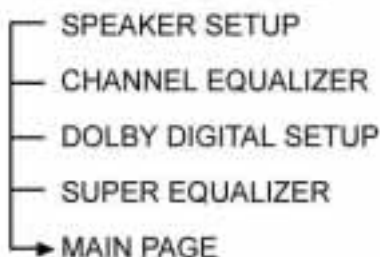 SPEAKER SETUP
CHANNEL EQUALIZER
DOLBY DIGITAL SETUP
SUPER EQUALIZER
MAIN PAGE